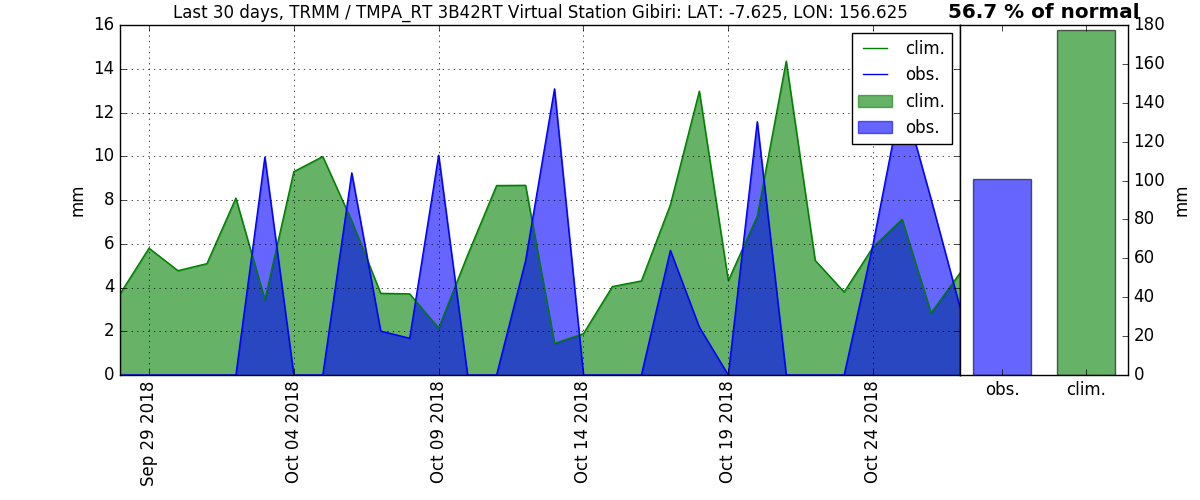 Last 30 days, TRMM / TMPA_RT 3B42RT Virtual Station Gibiri: LAT: -7.625, LON: 156.625
56.7 % of normal
16
14
12
10
8
6
4
2
0
mm
clim.
obs.
clim.
obs.
180
160
140
120
100
80
60
40
20
0
mm
Sep 29 2018
Oct 04 2018
Oct 09 2018
Oct 14 2018
Oct 19 2018
Oct 24 2018
obs.
clim.